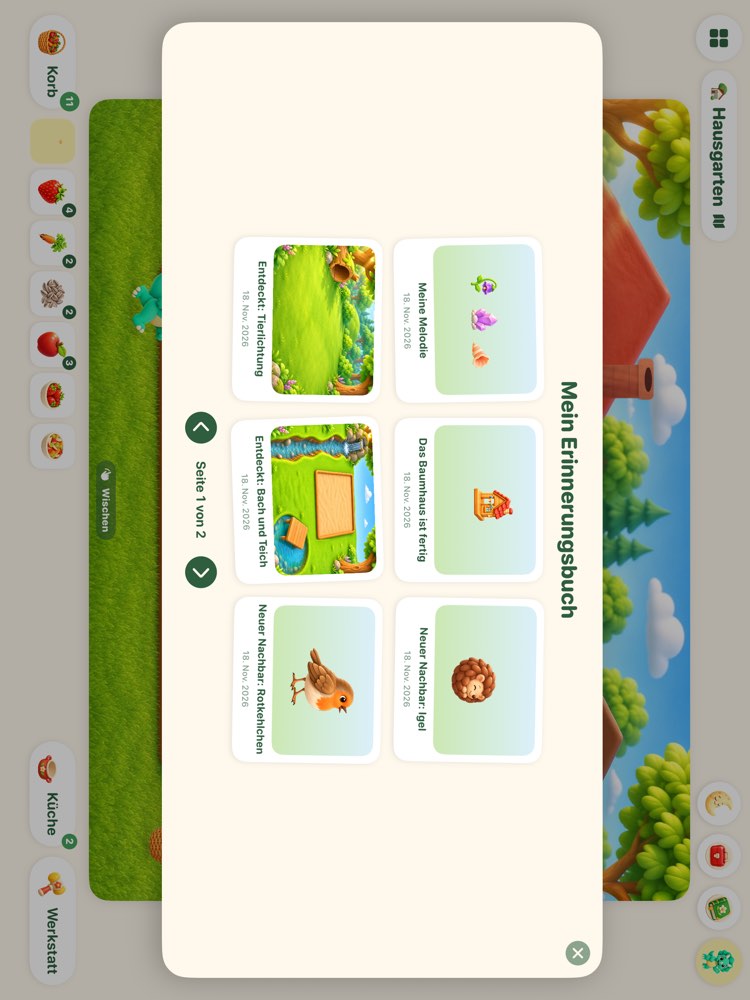 Hausgarten
Mein Erinnerungsbuch
Meine Melodie
18. Nov. 2026
Das Baumhaus ist fertig
18. Nov. 2026
Neuer Nachbar: Igel
18. Nov. 2026
Entdeckt: Tierlichtung
18. Nov. 2026
Entdeckt: Bach und Teich
18. Nov. 2026
Neuer Nachbar: Rotkehlchen
18. Nov. 2026
Seite 1 von 2
Wischen
Korb
11
4
2
2
3
Küche
2
Werkstatt